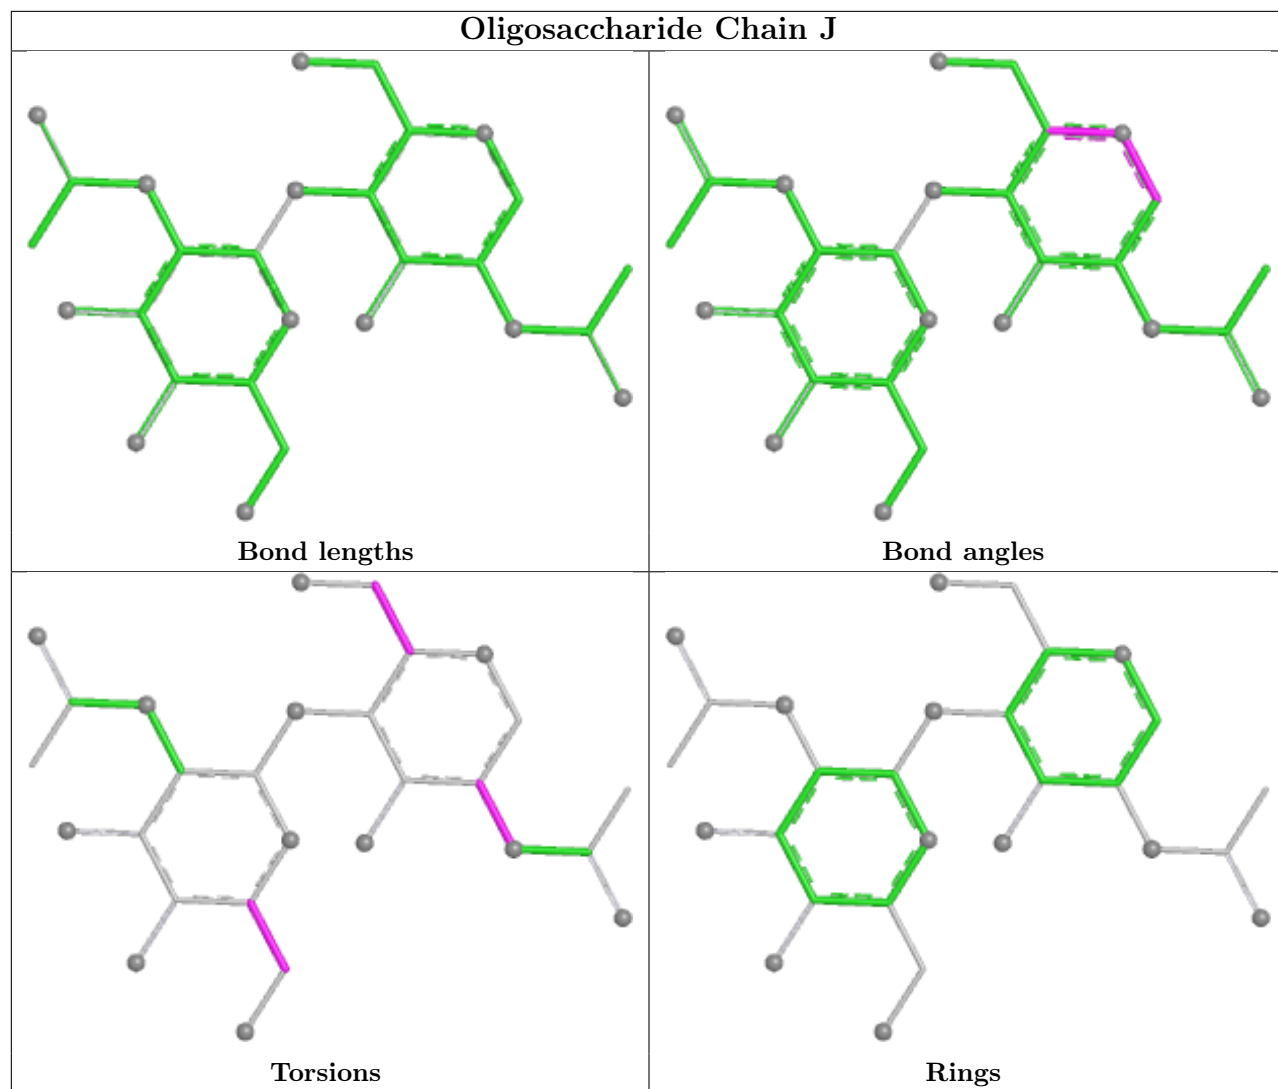 Oligosaccharide Chain J
Bond lengths
Bond angles
Torsions
Rings